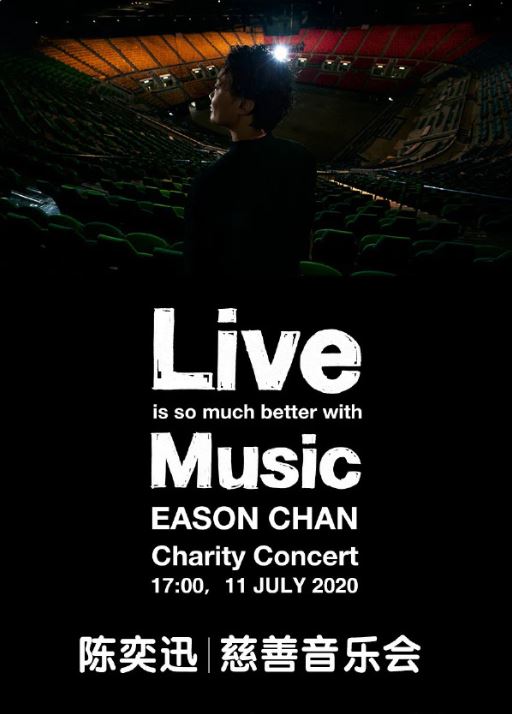 Live
is so much better with
Music
EASON CHAN
Charity Concert
17:00, 11 JULY 2020
陈奕迅|慈善音乐会